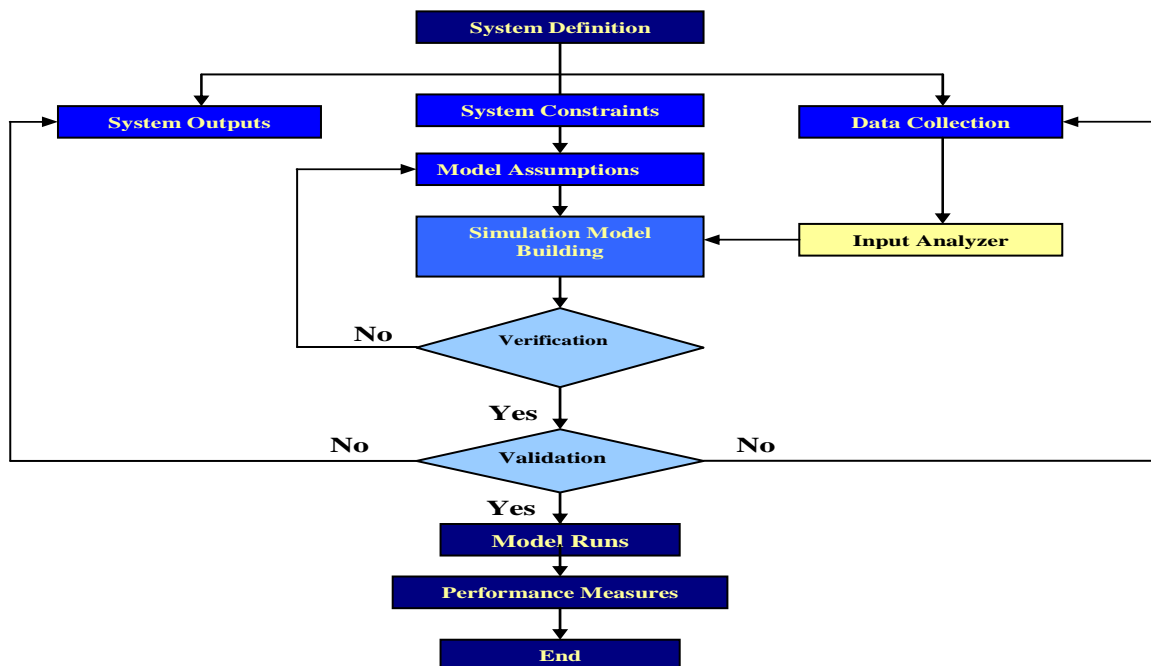 System Definition
System Outputs
System Constraints
Data Collection
Model Assumptions
Simulation Model
Building
Input Analyzer
No
Verification
Yes
No
Validation
No
Yes
Model Runs
Performance Measures
End